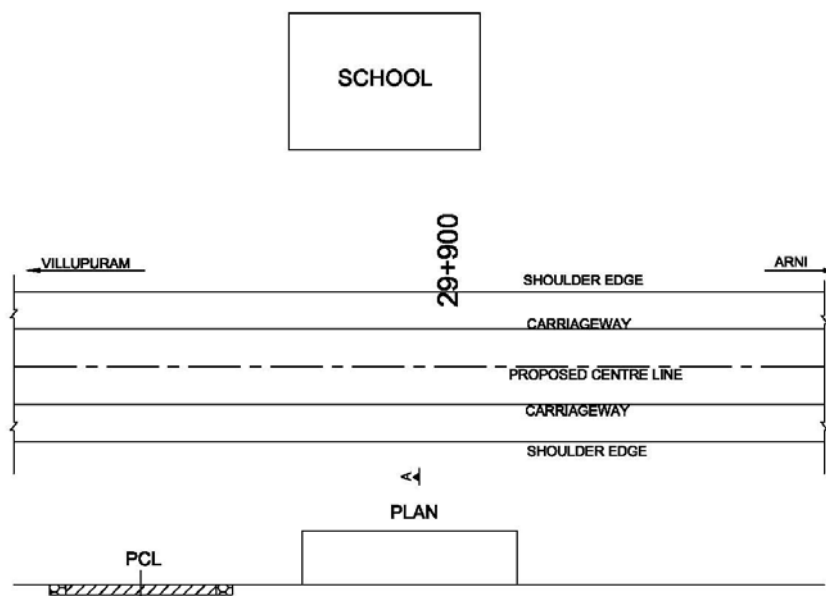 SCHOOL
29+900
VILLUPURAM
ARNI
SHOULDER EDGE
CARRIAGEWAY
PROPOSED CENTRE LINE
CARRIAGEWAY
SHOULDER EDGE
A
PLAN
PCL